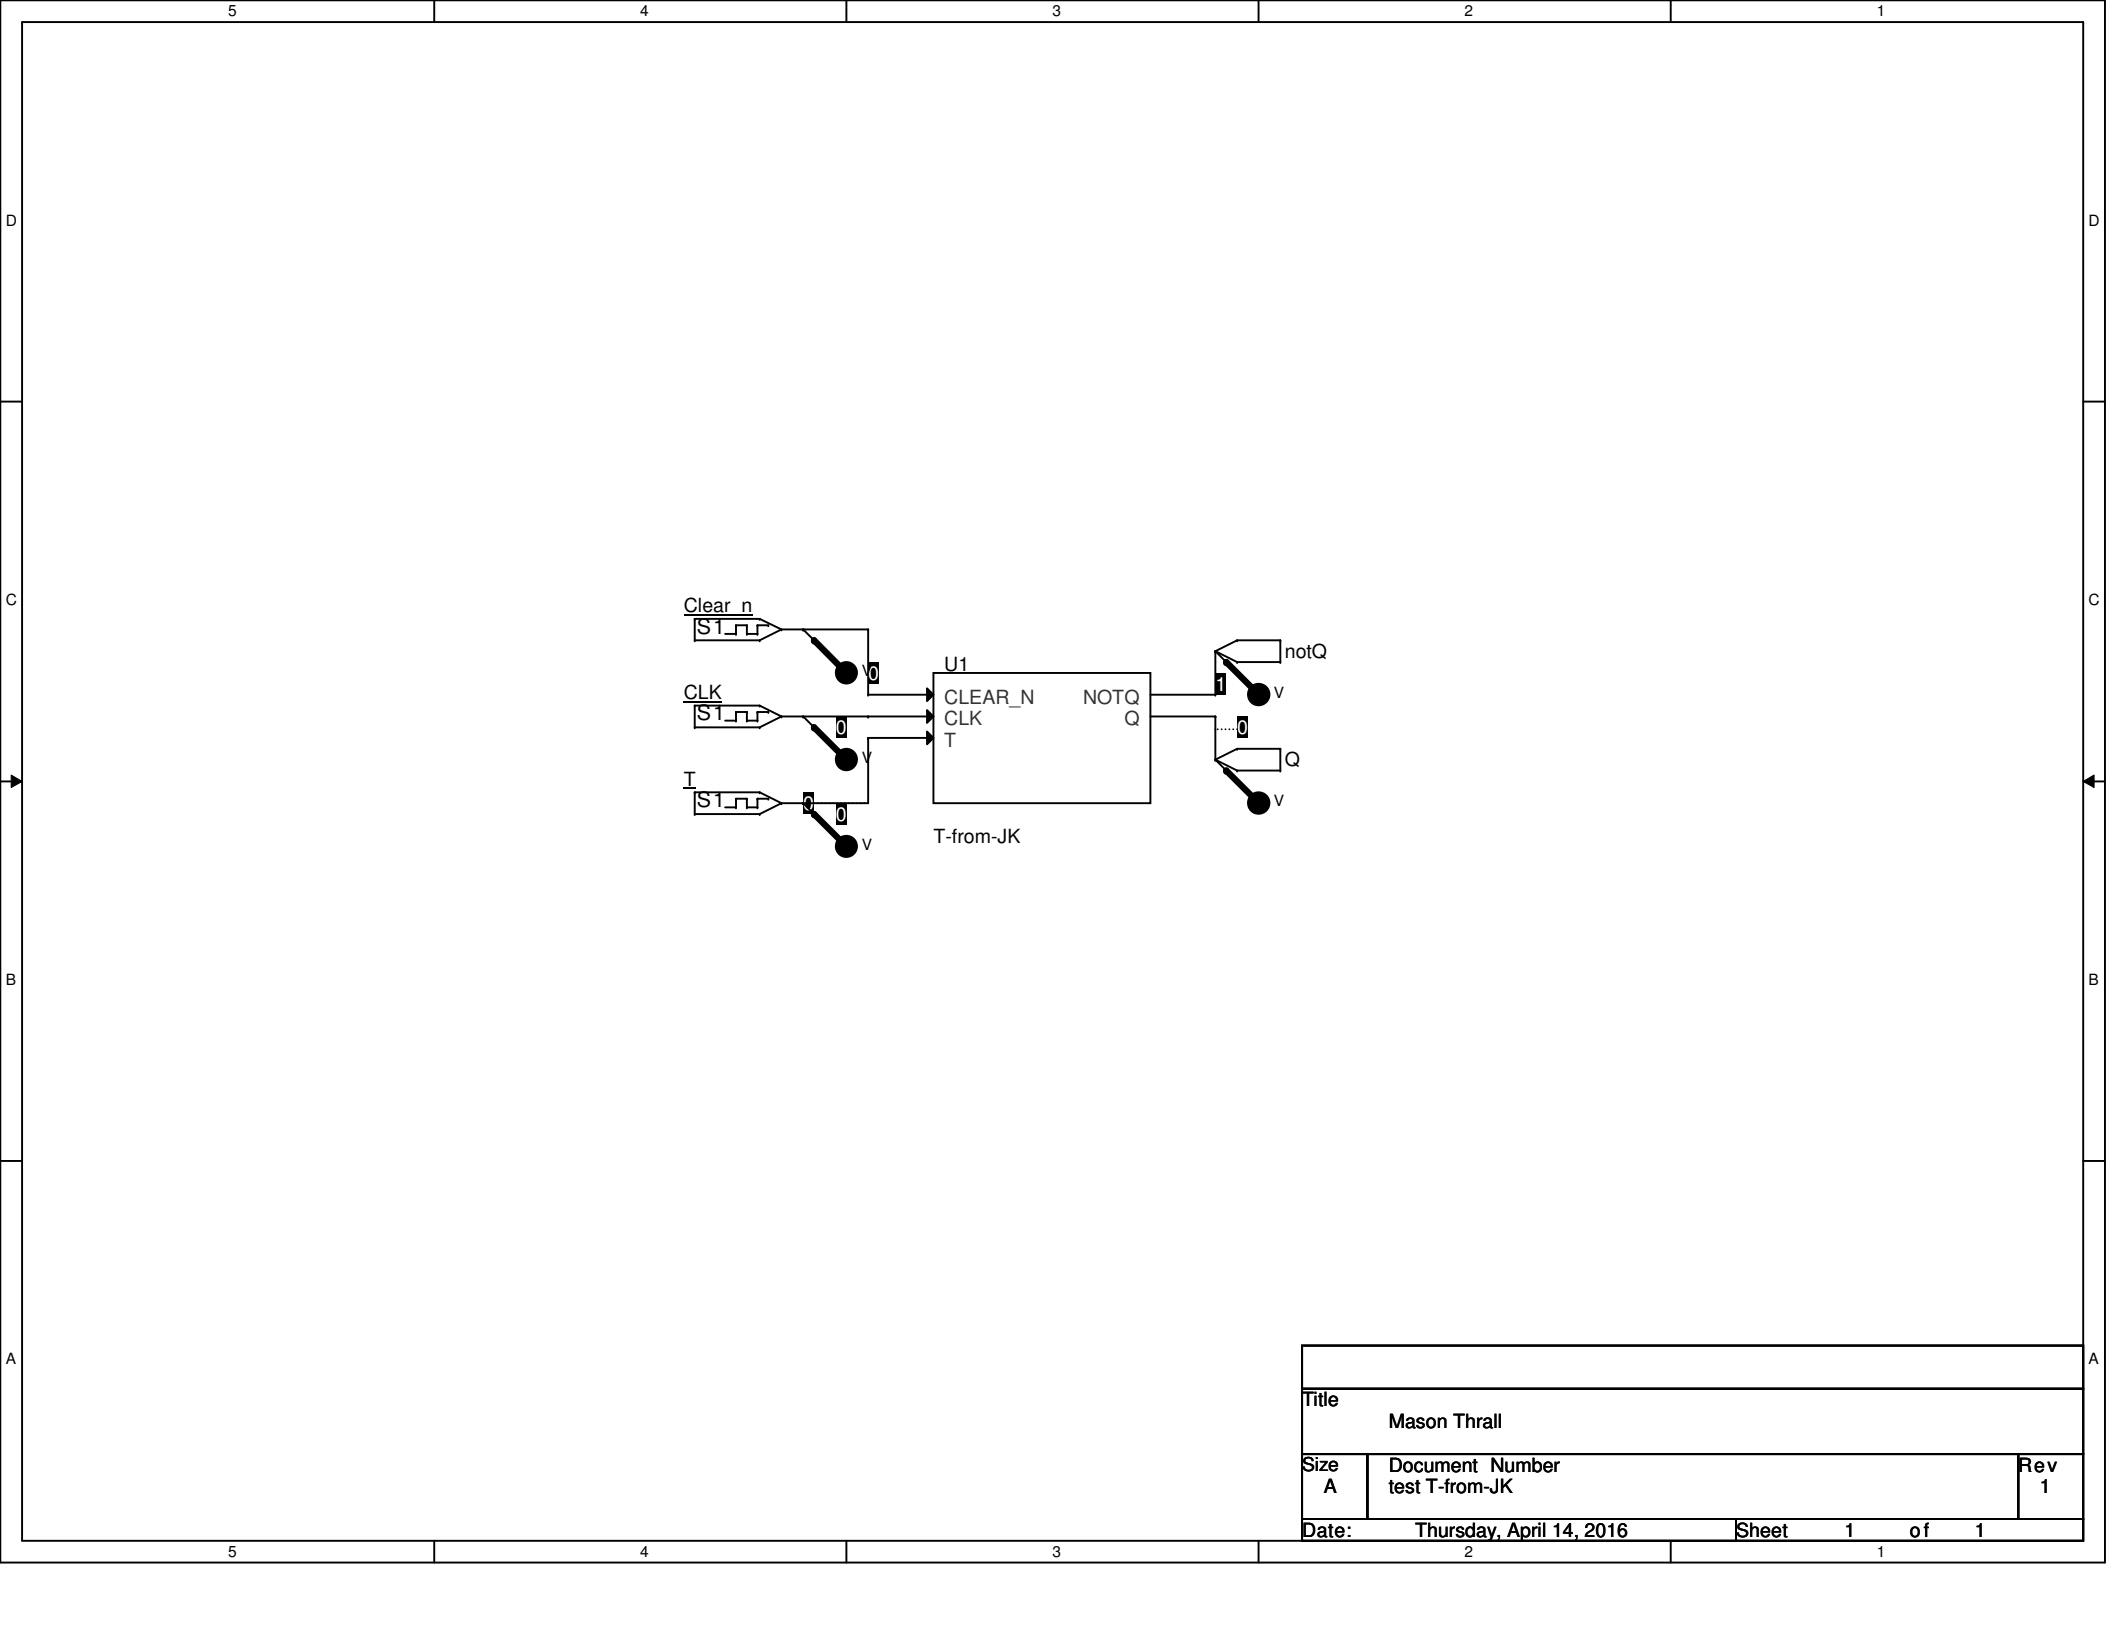 5 4 3 2 1
D D
C C
B B
A A
Clear_n
S1
V
0
CLK
S1
0
V
T
S1
0
0
V
U1
CLEAR_N NOTQ
CLK Q
T
T-from-JK
notQ
1
V
0
Q
V
Title
Mason Thrall
Size Document Number Rev
A test T-from-JK 1
Date: Thursday, April 14, 2016 Sheet 1 of 1
5 4 3 2 1